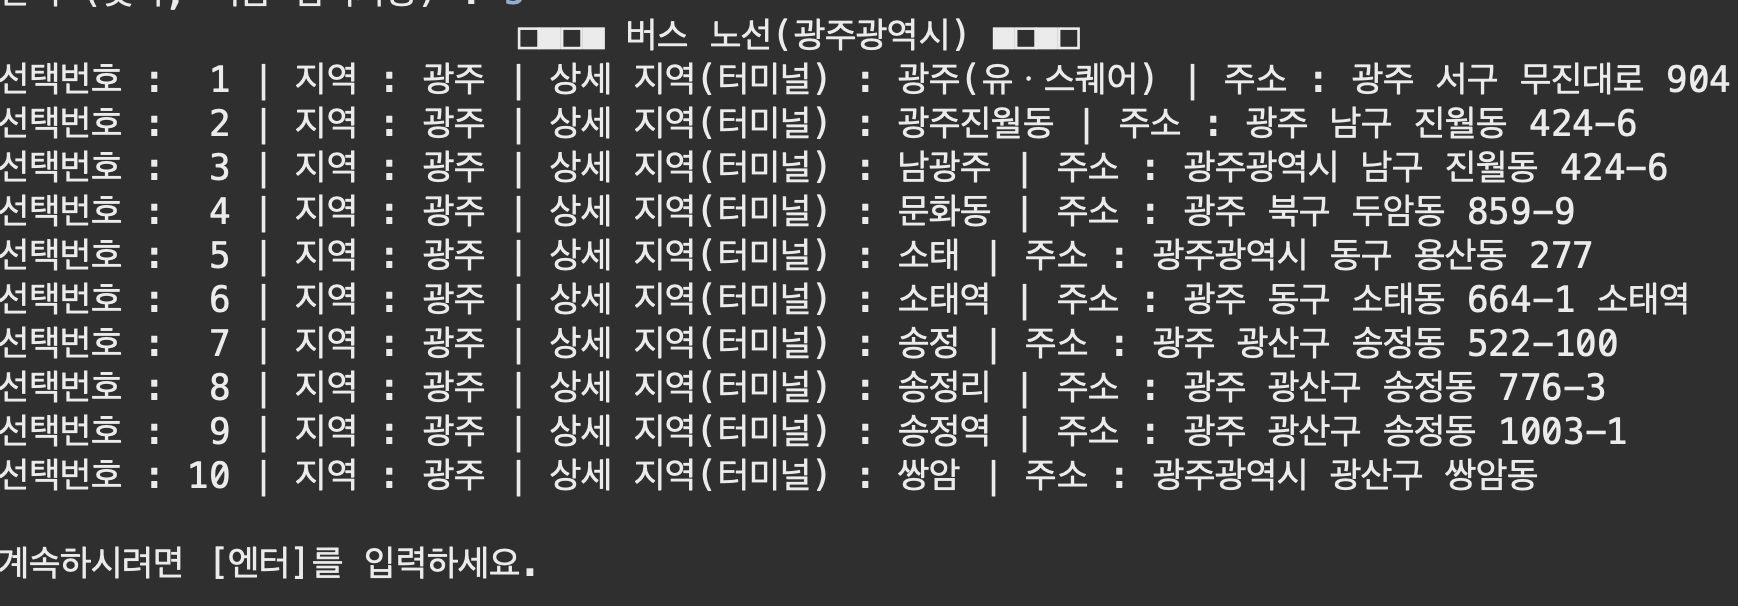 □■□■ 버스 노선(광주광역시) ■□■□
선택번호 :  1 | 지역 : 광주 | 상세 지역(터미널) : 광주(유·스퀘어) | 주소 : 광주 서구 무진대로 904
선택번호 :  2 | 지역 : 광주 | 상세 지역(터미널) : 광주진월동 | 주소 : 광주 남구 진월동 424-6
선택번호 :  3 | 지역 : 광주 | 상세 지역(터미널) : 남광주 | 주소 : 광주광역시 남구 진월동 424-6
선택번호 :  4 | 지역 : 광주 | 상세 지역(터미널) : 문화동 | 주소 : 광주 북구 두암동 859-9
선택번호 :  5 | 지역 : 광주 | 상세 지역(터미널) : 소태 | 주소 : 광주광역시 동구 용산동 277
선택번호 :  6 | 지역 : 광주 | 상세 지역(터미널) : 소태역 | 주소 : 광주 동구 소태동 664-1 소태역
선택번호 :  7 | 지역 : 광주 | 상세 지역(터미널) : 송정 | 주소 : 광주 광산구 송정동 522-100
선택번호 :  8 | 지역 : 광주 | 상세 지역(터미널) : 송정리 | 주소 : 광주 광산구 송정동 776-3
선택번호 :  9 | 지역 : 광주 | 상세 지역(터미널) : 송정역 | 주소 : 광주 광산구 송정동 1003-1
선택번호 : 10 | 지역 : 광주 | 상세 지역(터미널) : 쌍암 | 주소 : 광주광역시 광산구 쌍암동
계속하시려면 [엔터]를 입력하세요.